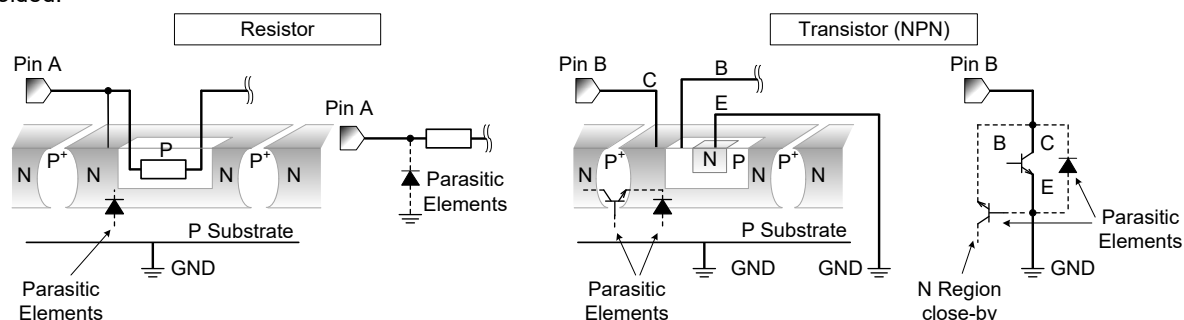 Resistor
Transistor (NPN)
Pin A
Pin A
P
N
P+
N
N
P+
N
Parasitic
Elements
P Substrate
GND
Parasitic
Elements
Pin B
C
B
E
N
P+
N
N
P
N
P+
N
P Substrate
GND
GND
Parasitic
Elements
Pin B
B
C
E
Parasitic
Elements
GND
N Region
close-by